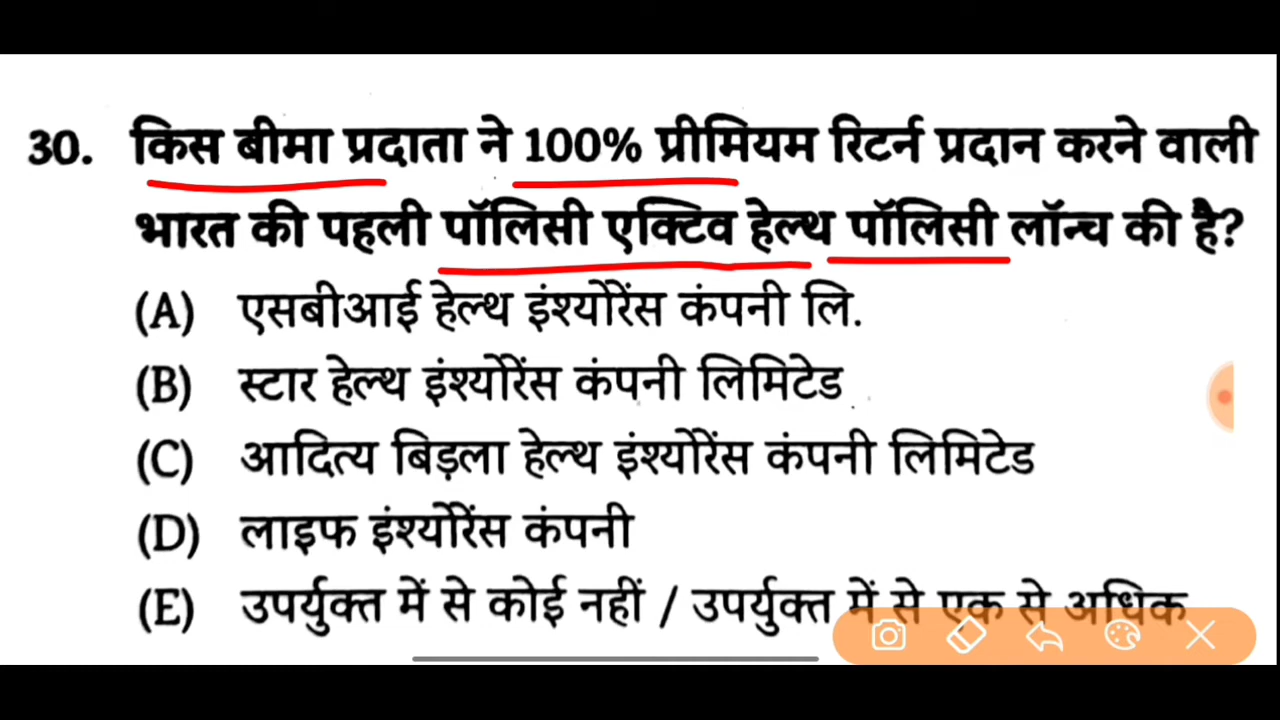 30. किस बीमा प्रदाता ने 100% प्रीमियम रिटर्न प्रदान करने वाली
भारत की पहली पॉलिसी एक्टिव हेल्थ पॉलिसी लॉन्च की है?
(A) एसबीआई हेल्थ इंश्योरेंस कंपनी लि.
(B) स्टार हेल्थ इंश्योरेंस कंपनी लिमिटेड
(C) आदित्य बिड़ला हेल्थ इंश्योरेंस कंपनी लिमिटेड
(D) लाइफ इंश्योरेंस कंपनी
(E) उपर्युक्त में से कोई नहीं / उपर्युक्त में से एक से अधिक